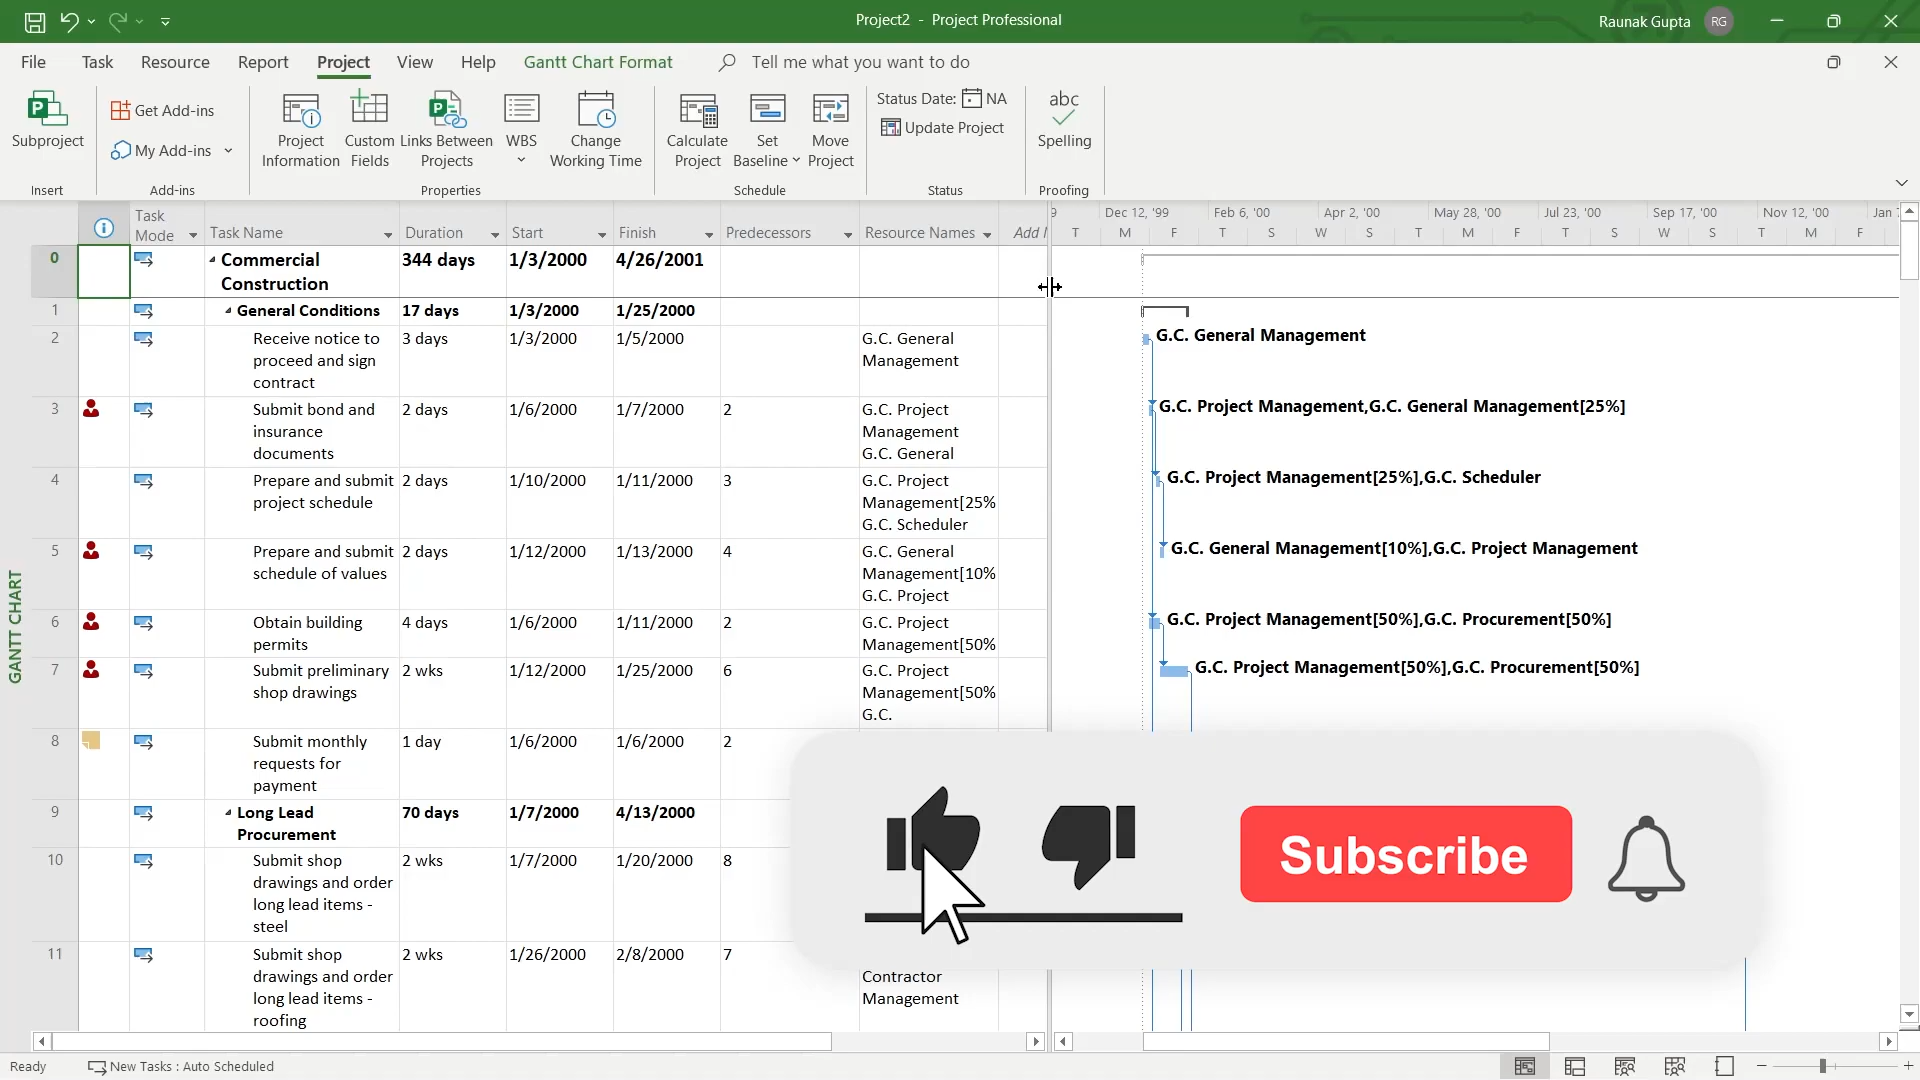 Project2 - Project Professional
Raunak Gupta RG
File Task Resource Report Project View Help Gantt Chart Format Tell me what you want to do
Subproject
Insert
Get Add-ins
My Add-ins
Add-ins
Project Information
Custom Fields
Links Between Projects
WBS
Change Working Time
Properties
Calculate Project
Set Baseline
Move Project
Schedule
Status Date: NA
Update Project
Status
abc
Spelling
Proofing
GANTT CHART
Task Mode Task Name Duration Start Finish Predecessors Resource Names Add
0 Commercial Construction 344 days 1/3/2000 4/26/2001
1 General Conditions 17 days 1/3/2000 1/25/2000
2 Receive notice to proceed and sign contract 3 days 1/3/2000 1/5/2000 G.C. General Management
3 Submit bond and insurance documents 2 days 1/6/2000 1/7/2000 2 G.C. Project Management G.C. General
4 Prepare and submit project schedule 2 days 1/10/2000 1/11/2000 3 G.C. Project Management[25% G.C. Scheduler
5 Prepare and submit schedule of values 2 days 1/12/2000 1/13/2000 4 G.C. General Management[10% G.C. Project
6 Obtain building permits 4 days 1/6/2000 1/11/2000 2 G.C. Project Management[50%
7 Submit preliminary shop drawings 2 wks 1/12/2000 1/25/2000 6 G.C. Project Management[50% G.C.
8 Submit monthly requests for payment 1 day 1/6/2000 1/6/2000 2
9 Long Lead Procurement 70 days 1/7/2000 4/13/2000
10 Submit shop drawings and order long lead items - steel 2 wks 1/7/2000 1/20/2000 8
11 Submit shop drawings and order long lead items - roofing 2 wks 1/26/2000 2/8/2000 7 Contractor Management
9 Dec 12, '99 Feb 6, '00 Apr 2, '00 May 28, '00 Jul 23, '00 Sep 17, '00 Nov 12, '00 Jan
T M F T S W S T M F T S W S T M F
G.C. General Management
G.C. Project Management,G.C. General Management[25%]
G.C. Project Management[25%],G.C. Scheduler
G.C. General Management[10%],G.C. Project Management
G.C. Project Management[50%],G.C. Procurement[50%]
G.C. Project Management[50%],G.C. Procurement[50%]
Subscribe
Ready New Tasks : Auto Scheduled